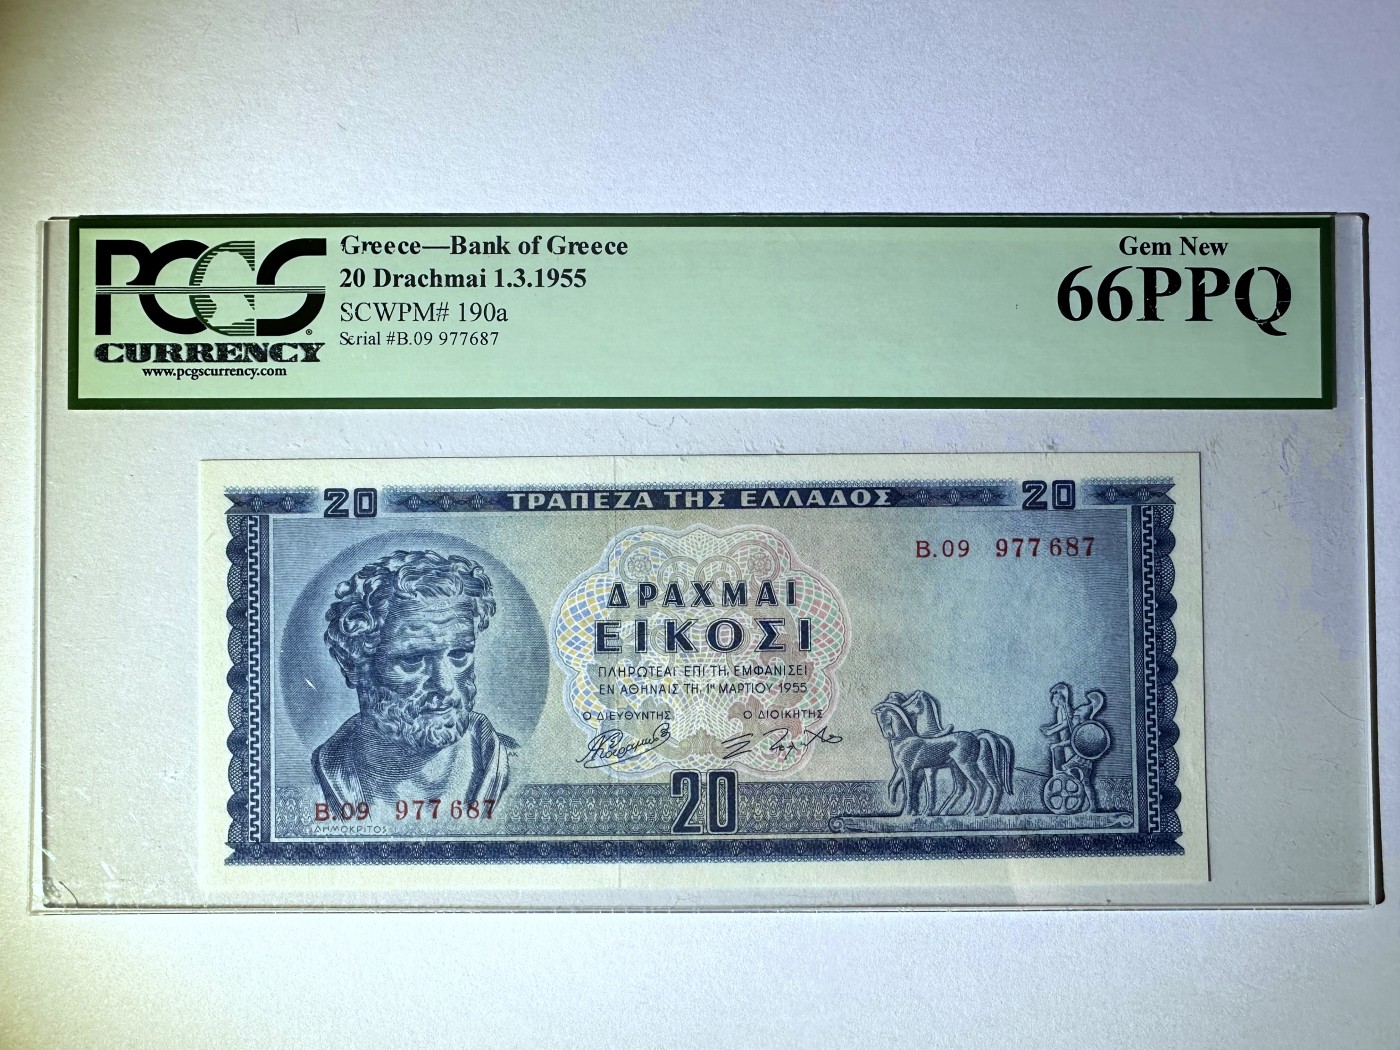 PCGS
CURRENCY
www.pcgscurrency.com
Greece—Bank of Greece
20 Drachmai 1.3.1955
SCWPM# 190a
Serial #B.09 977687
Gem New
66PPQ
20 ΤΡΑΠΕΖΑ ΤΗΣ ΕΛΛΑΔΟΣ 20
B.09 977687
ΔΡΑΧΜΑΙ
ΕΙΚΟΣΙ
ΠΛΗΡΩΤΕΑΙ ΕΠΙ ΤΗ, ΕΜΦΑΝΙΣΕΙ
ΕΝ ΑΘΗΝΑΙΣ ΤΗ, 1η ΜΑΡΤΙΟΥ 1955
Ο ΔΙΕΥΘΥΝΤΗΣ Ο ΔΙΟΙΚΗΤΗΣ
20
B.09 977687
ΔΗΜΟΚΡΙΤΟΣ